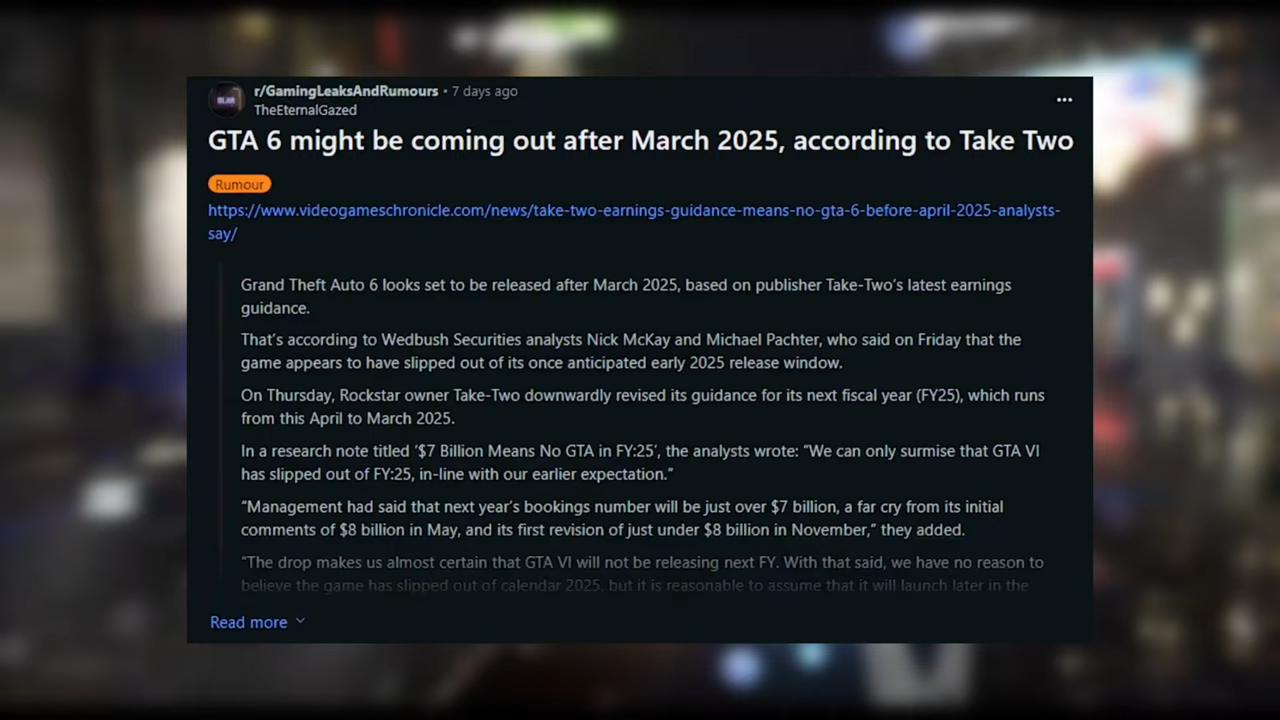 r/GamingLeaksAndRumours • 7 days ago
TheEternalGazed
GTA 6 might be coming out after March 2025, according to Take Two
Rumour
https://www.videogameschronicle.com/news/take-two-earnings-guidance-means-no-gta-6-before-april-2025-analysts-
say/
Grand Theft Auto 6 looks set to be released after March 2025, based on publisher Take-Two’s latest earnings
guidance.
That’s according to Wedbush Securities analysts Nick McKay and Michael Pachter, who said on Friday that the
game appears to have slipped out of its once anticipated early 2025 release window.
On Thursday, Rockstar owner Take-Two downwardly revised its guidance for its next fiscal year (FY25), which runs
from this April to March 2025.
In a research note titled ‘$7 Billion Means No GTA in FY:25’, the analysts wrote: “We can only surmise that GTA VI
has slipped out of FY:25, in-line with our earlier expectation.”
“Management had said that next year’s bookings number will be just over $7 billion, a far cry from its initial
comments of $8 billion in May, and its first revision of just under $8 billion in November,” they added.
“The drop makes us almost certain that GTA VI will not be releasing next FY. With that said, we have no reason to
believe the game has slipped out of calendar 2025, but it is reasonable to assume that it will launch later in the
Read more